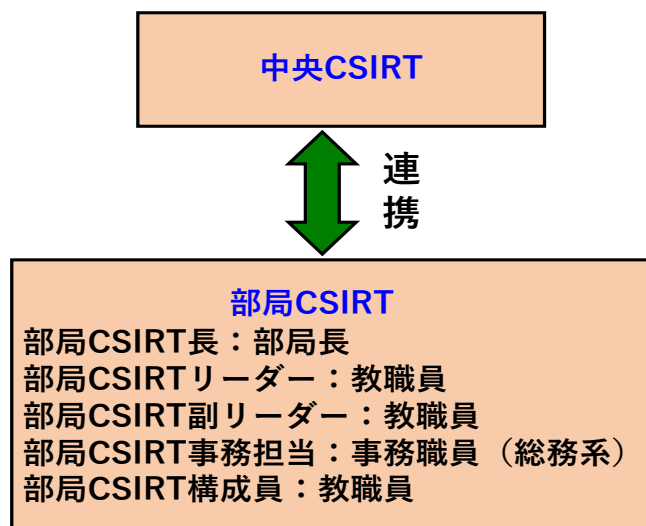 中央CSIRT
連
携
部局CSIRT
部局CSIRT長：部局長
部局CSIRTリーダー：教職員
部局CSIRT副リーダー：教職員
部局CSIRT事務担当：事務職員（総務系）
部局CSIRT構成員：教職員